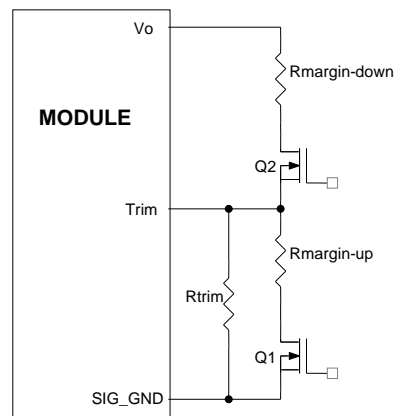 Vo
Rmargin-down
MODULE
Q2
Trim
Rmargin-up
Rtrim
Q1
SIG_GND